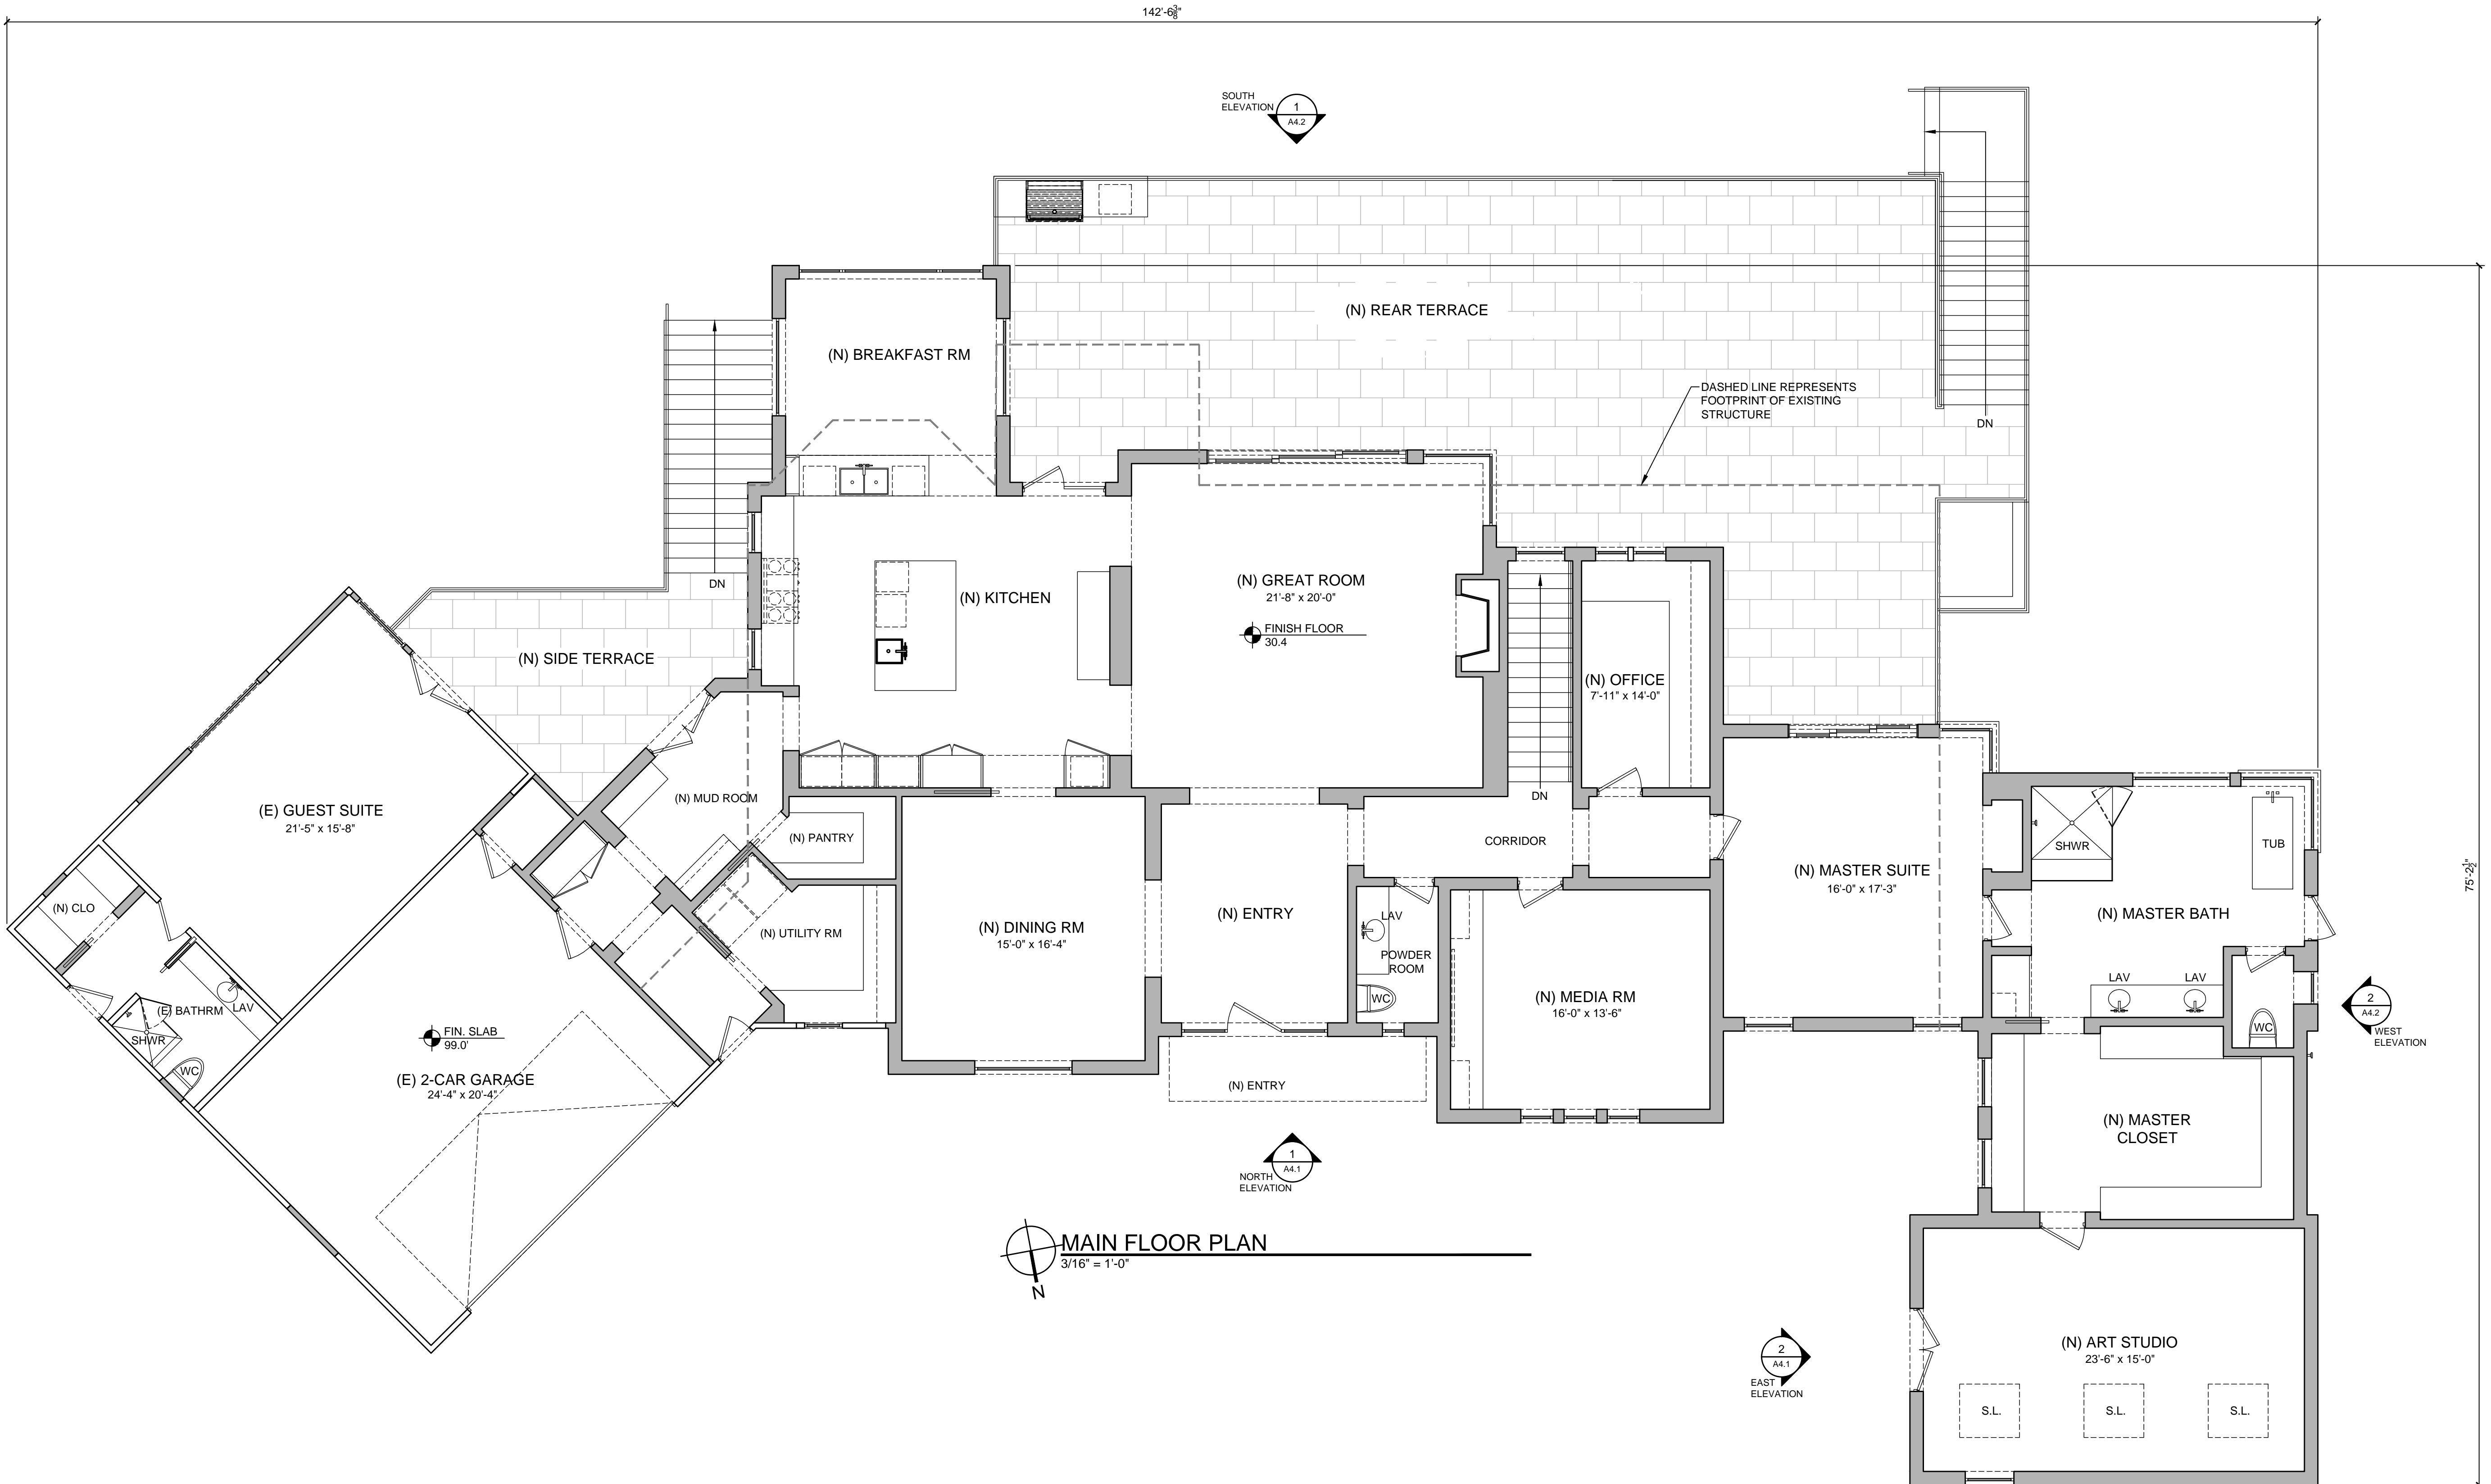 142'-6 3/8"
SOUTH
ELEVATION
1
A4.2
(N) REAR TERRACE
(N) BREAKFAST RM
DASHED LINE REPRESENTS
FOOTPRINT OF EXISTING
STRUCTURE
DN
DN
(N) KITCHEN
(N) GREAT ROOM
21'-8" x 20'-0"
FINISH FLOOR
30.4
(N) SIDE TERRACE
(N) OFFICE
7'-11" x 14'-0"
(N) MUD ROOM
DN
(E) GUEST SUITE
21'-5" x 15'-8"
(N) PANTRY
CORRIDOR
SHWR
TUB
75'-2 1/2"
(N) MASTER SUITE
16'-0" x 17'-3"
(N) CLO
(N) UTILITY RM
(N) DINING RM
15'-0" x 16'-4"
(N) ENTRY
LAV
(N) MASTER BATH
POWDER
ROOM
WC
LAV
LAV
(E) BATHRM
LAV
SHWR
WC
(N) MEDIA RM
16'-0" x 13'-6"
2
A4.2
WEST
ELEVATION
WC
FIN. SLAB
99.0'
(E) 2-CAR GARAGE
24'-4" x 20'-4"
(N) ENTRY
(N) MASTER
CLOSET
1
A4.1
NORTH
ELEVATION
MAIN FLOOR PLAN
3/16" = 1'-0"
N
2
A4.1
EAST
ELEVATION
(N) ART STUDIO
23'-6" x 15'-0"
S.L.
S.L.
S.L.